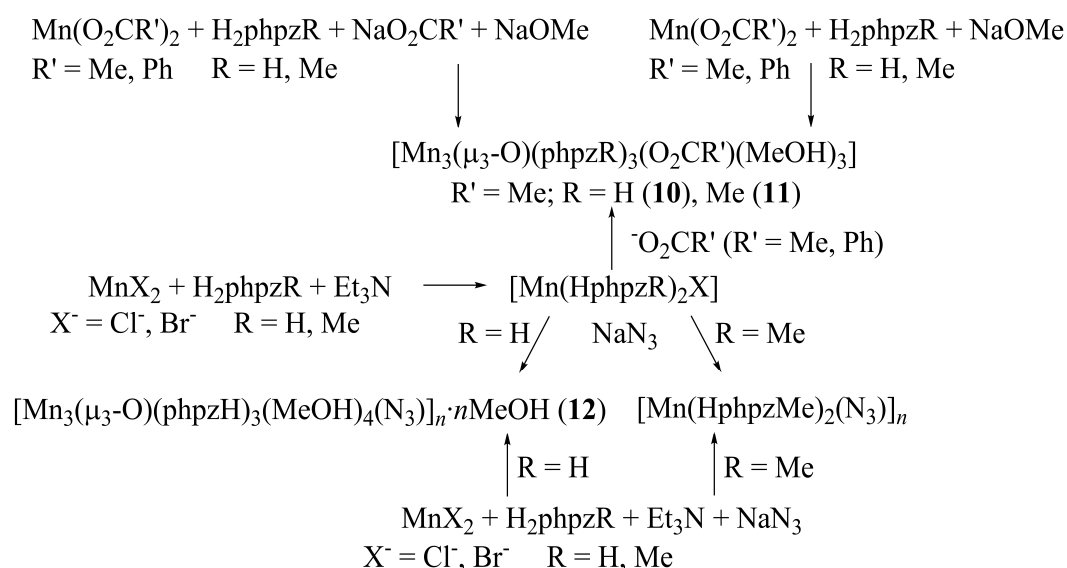 Mn(O₂CR')₂ + H₂phpzR + NaO₂CR' + NaOMe
R' = Me, Ph R = H, Me
Mn(O₂CR')₂ + H₂phpzR + NaOMe
R' = Me, Ph R = H, Me
[Mn₃(μ₃-O)(phpzR)₃(O₂CR')(MeOH)₃]
R' = Me; R = H (10), Me (11)
⁻O₂CR' (R' = Me, Ph)
MnX₂ + H₂phpzR + Et₃N
X⁻ = Cl⁻, Br⁻ R = H, Me
[Mn(HphpzR)₂X]
R = H NaN₃ R = Me
[Mn₃(μ₃-O)(phpzH)₃(MeOH)₄(N₃)]ₙ·nMeOH (12)
[Mn(HphpzMe)₂(N₃)]ₙ
R = H R = Me
MnX₂ + H₂phpzR + Et₃N + NaN₃
X⁻ = Cl⁻, Br⁻ R = H, Me